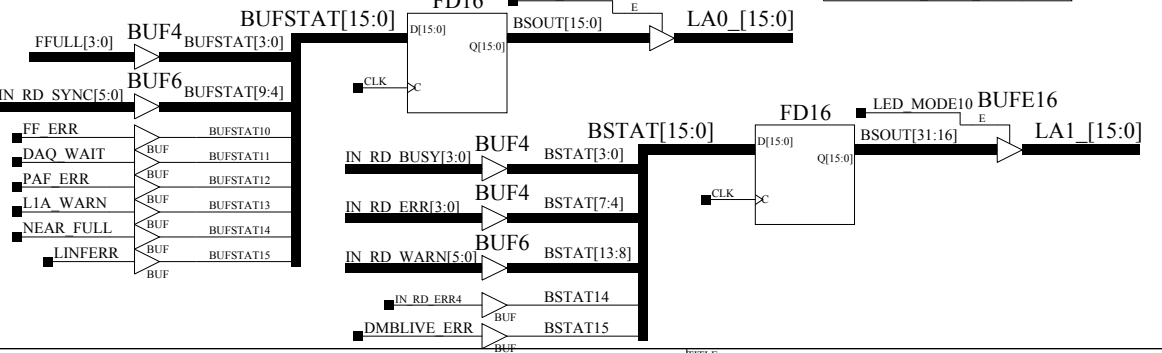 FD16
E
BUFSTAT[15:0]
D[15:0]
Q[15:0]
BSOUT[15:0]
LA0_[15:0]
FFULL[3:0]
BUF4
BUFSTAT[3:0]
CLK
C
IN_RD_SYNC[5:0]
BUF6
BUFSTAT[9:4]
FF_ERR
BUF
BUFSTAT10
DAQ_WAIT
BUF
BUFSTAT11
PAF_ERR
BUF
BUFSTAT12
L1A_WARN
BUF
BUFSTAT13
NEAR_FULL
BUF
BUFSTAT14
LINFERR
BUF
BUFSTAT15
BSTAT[15:0]
FD16
D[15:0]
Q[15:0]
LED_MODE10
BUFE16
E
BSOUT[31:16]
LA1_[15:0]
CLK
C
IN_RD_BUSY[3:0]
BUF4
BSTAT[3:0]
IN_RD_ERR[3:0]
BUF4
BSTAT[7:4]
IN_RD_WARN[5:0]
BUF6
BSTAT[13:8]
IN_RD_ERR4
BUF
BSTAT14
DMBLIVE_ERR
BUF
BSTAT15